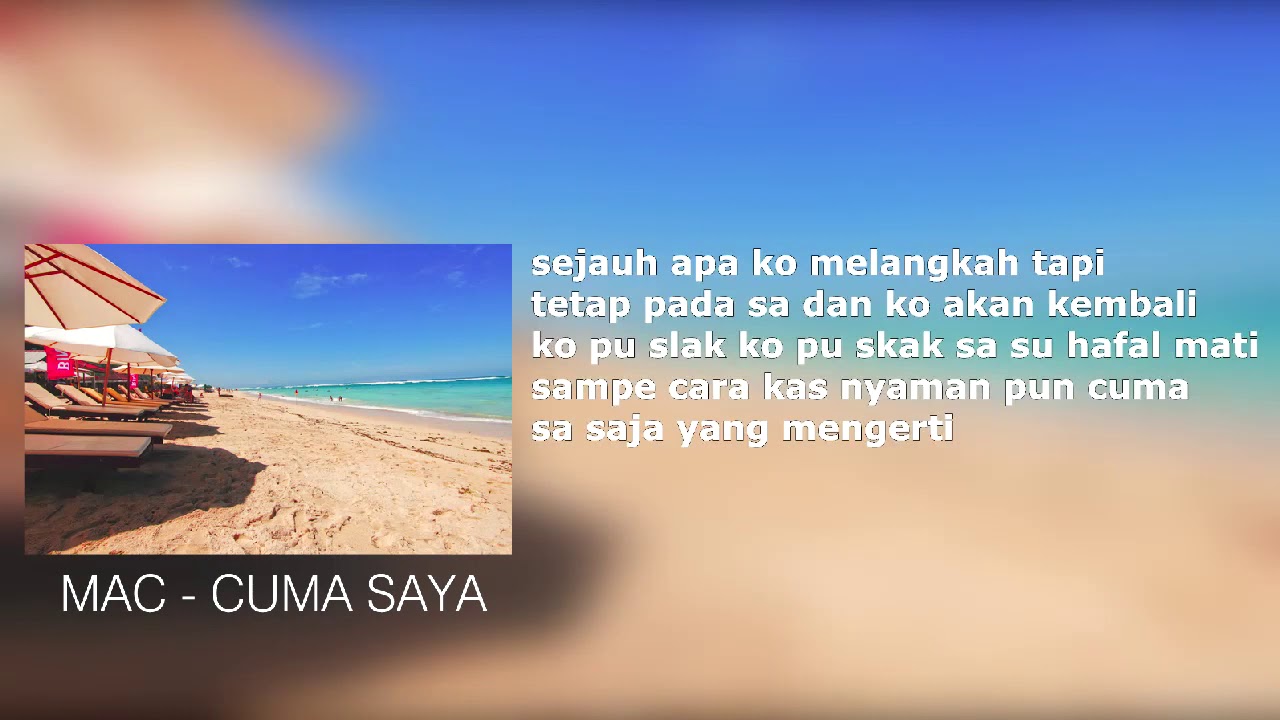 sejauh apa ko melangkah tapi
tetap pada sa dan ko akan kembali
ko pu slak ko pu skak sa su hafal mati
sampe cara kas nyaman pun cuma
sa saja yang mengerti
MAC - CUMA SAYA